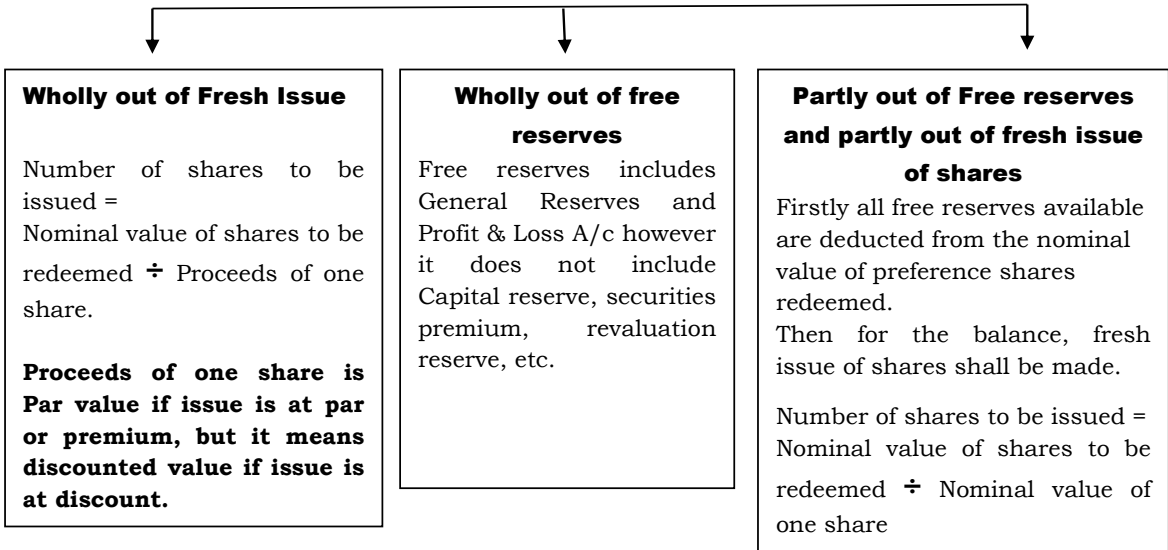 Wholly out of Fresh Issue
Number of shares to be
issued =
Nominal value of shares to be
redeemed ÷ Proceeds of one
share.
Proceeds of one share is
Par value if issue is at par
or premium, but it means
discounted value if issue is
at discount.
Wholly out of free
reserves
Free reserves includes
General Reserves and
Profit & Loss A/c however
it does not include
Capital reserve, securities
premium, revaluation
reserve, etc.
Partly out of Free reserves
and partly out of fresh issue
of shares
Firstly all free reserves available
are deducted from the nominal
value of preference shares
redeemed.
Then for the balance, fresh
issue of shares shall be made.
Number of shares to be issued =
Nominal value of shares to be
redeemed ÷ Nominal value of
one share